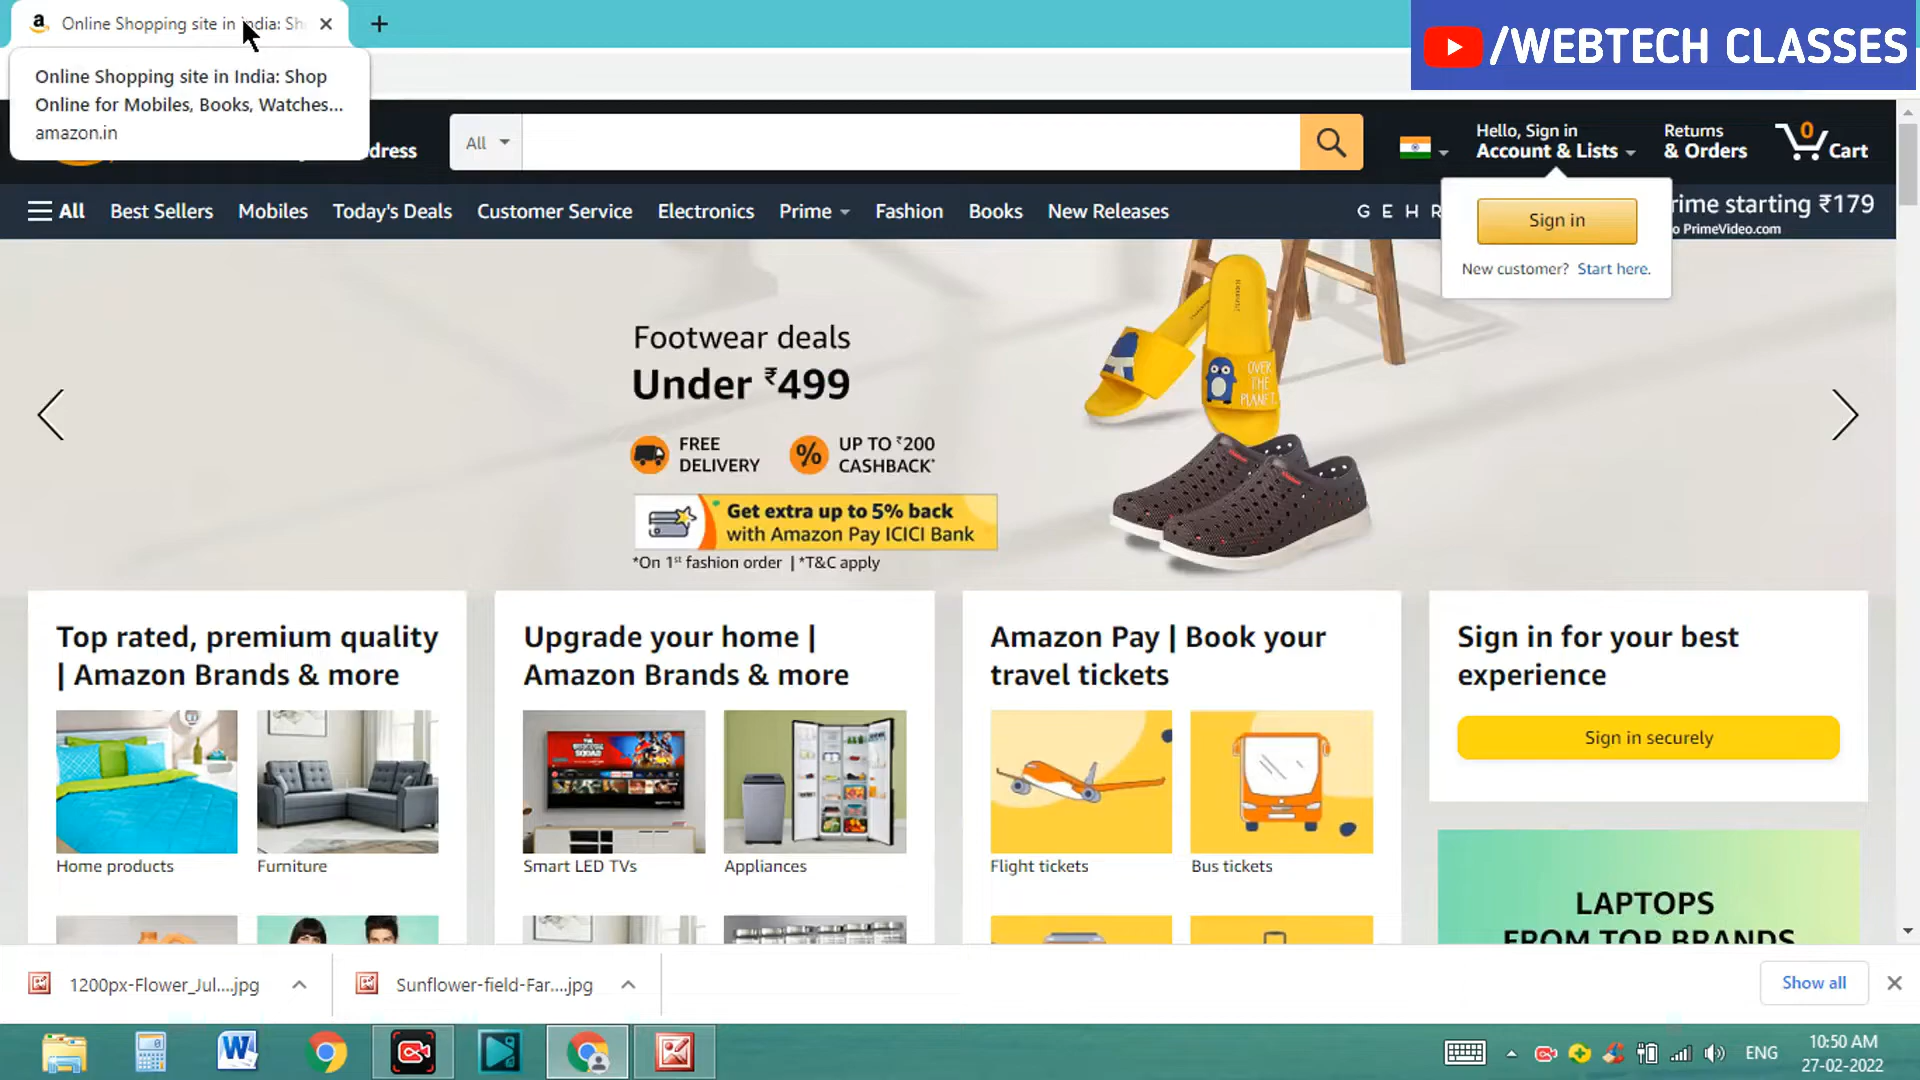 Online Shopping site in India: Sh
/WEBTECH CLASSES
Online Shopping site in India: Shop
Online for Mobiles, Books, Watches...
amazon.in
dress
All
Hello, Sign in
Account & Lists
Returns
& Orders
0
Cart
All
Best Sellers
Mobiles
Today's Deals
Customer Service
Electronics
Prime
Fashion
Books
New Releases
GEHR
rime starting ₹179
o PrimeVideo.com
Sign in
New customer? Start here.
Footwear deals
Under ₹499
FREE
DELIVERY
%
UP TO ₹200
CASHBACK*
Get extra up to 5% back
with Amazon Pay ICICI Bank
*On 1st fashion order | *T&C apply
OVER
THE
PLANET
Top rated, premium quality
| Amazon Brands & more
Home products
Furniture
Upgrade your home |
Amazon Brands & more
Smart LED TVs
Appliances
Amazon Pay | Book your
travel tickets
Flight tickets
Bus tickets
Sign in for your best
experience
Sign in securely
LAPTOPS
FROM TOP BRANDS
1200px-Flower_Jul....jpg
Sunflower-field-Far....jpg
Show all
ENG
10:50 AM
27-02-2022